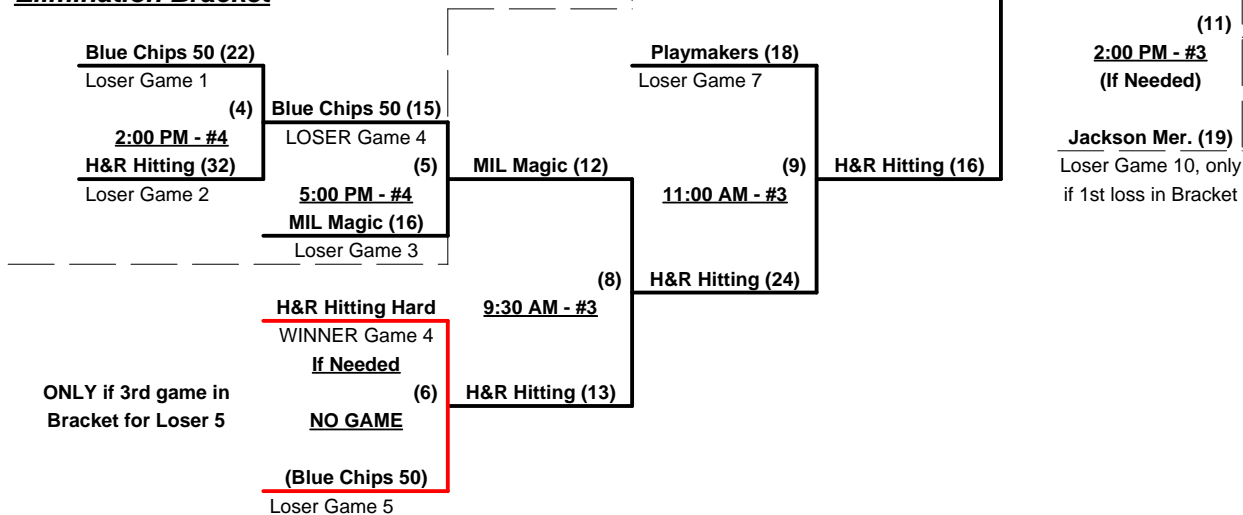 Elimination Bracket
Blue Chips 50 (22)
Loser Game 1
(4)
2:00 PM - #4
H&R Hitting (32)
Loser Game 2
Blue Chips 50 (15)
LOSER Game 4
(5)
5:00 PM - #4
MIL Magic (16)
Loser Game 3
MIL Magic (12)
(8)
9:30 AM - #3
H&R Hitting Hard
WINNER Game 4
If Needed
(6)
NO GAME
(Blue Chips 50)
Loser Game 5
ONLY if 3rd game in
Bracket for Loser 5
H&R Hitting (13)
Playmakers (18)
Loser Game 7
(9)
11:00 AM - #3
H&R Hitting (24)
H&R Hitting (16)
(11)
2:00 PM - #3
(If Needed)
Jackson Mer. (19)
Loser Game 10, only
if 1st loss in Bracket